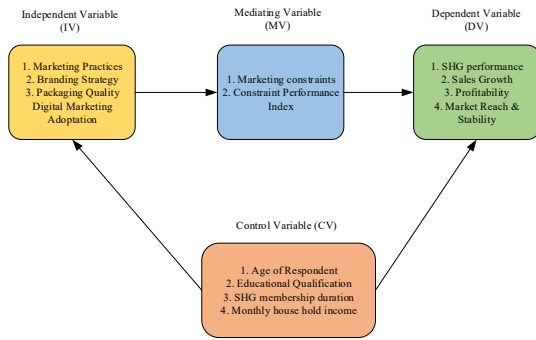 Independent Variable
(IV)
Mediating Variable
(MV)
Dependent Variable
(DV)
1. Marketing Practices
2. Branding Strategy
3. Packaging Quality
Digital Marketing
Adoptation
1. Marketing constraints
2. Constraint Performance
Index
1. SHG performance
2. Sales Growth
3. Profitability
4. Market Reach &
Stability
Control Variable (CV)
1. Age of Respondent
2. Educational Qualification
3. SHG membership duration
4. Monthly house hold income